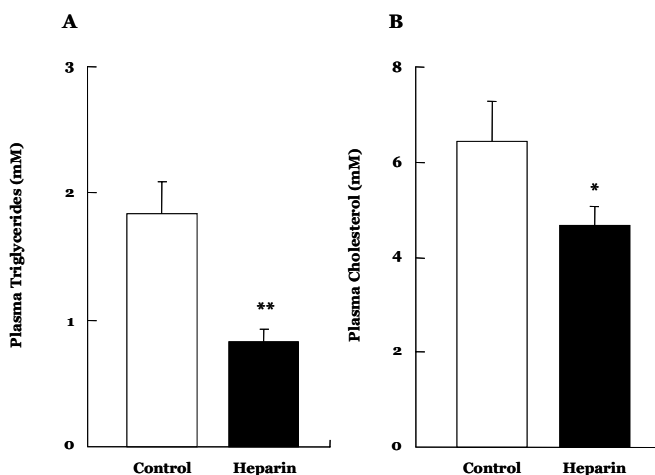 A
Plasma Triglycerides (mM)
3
2
1
0
**
Control
Heparin
B
Plasma Cholesterol (mM)
8
6
4
2
0
*
Control
Heparin